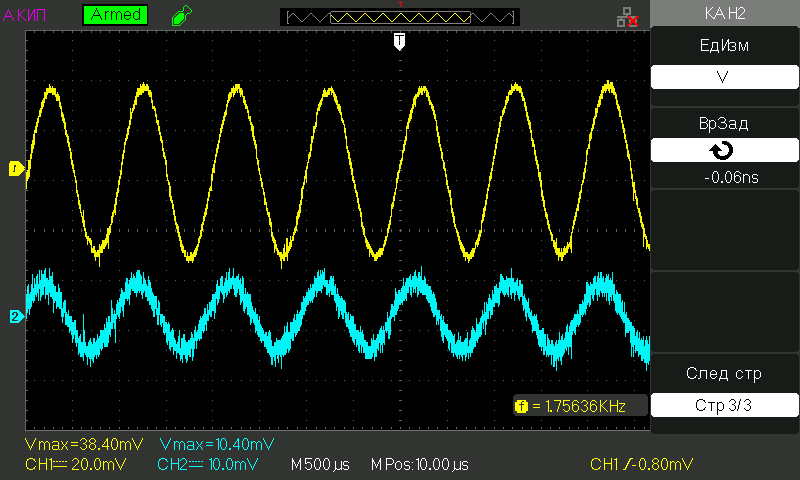 АКИП Armed КАН2
T
ЕдИзм
V
ВрЗад
-0.06ns
1
2
След стр
Стр 3/3
f = 1.75636KHz
Vmax=38.40mV Vmax=10.40mV
CH1 20.0mV CH2 10.0mV M 500µs M Pos:10.00µs CH1 -0.80mV